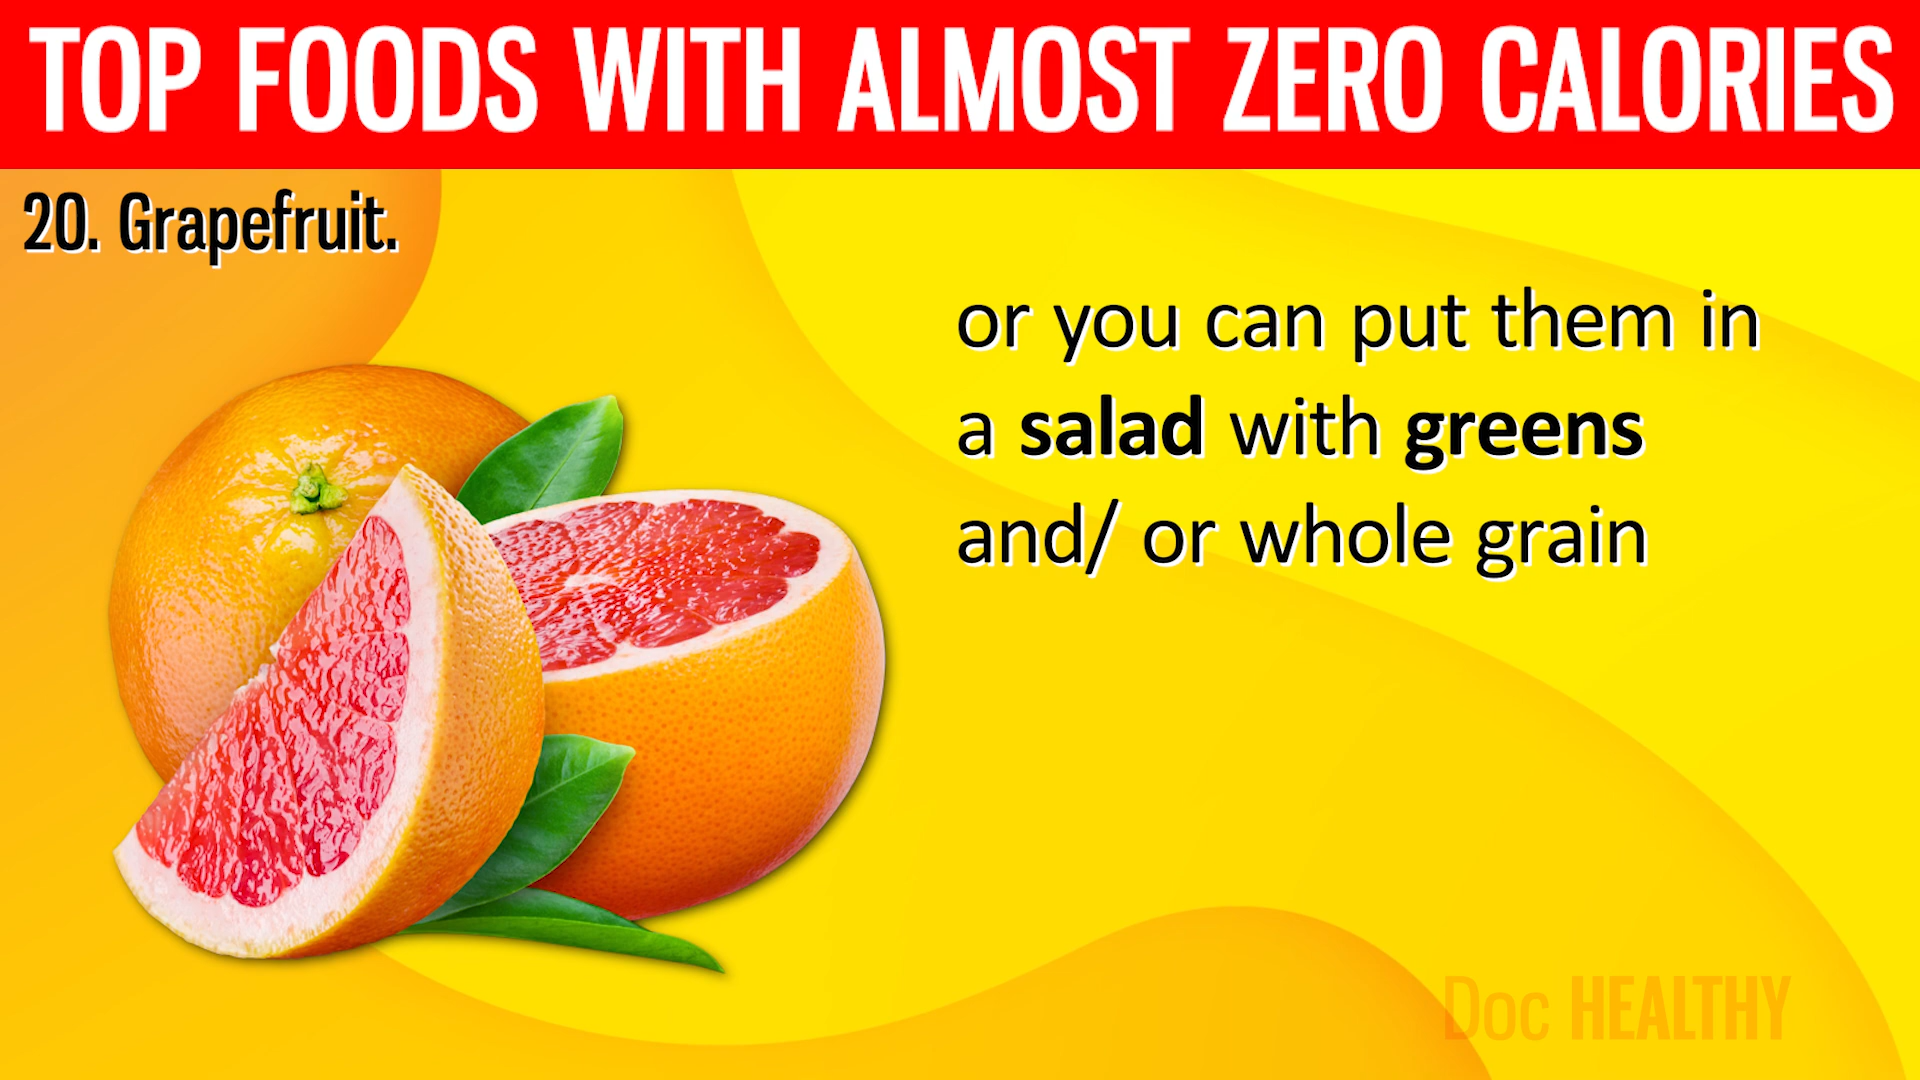 TOP FOODS WITH ALMOST ZERO CALORIES
20. Grapefruit.
or you can put them in
a salad with greens
and/ or whole grain
Doc HEALTHY